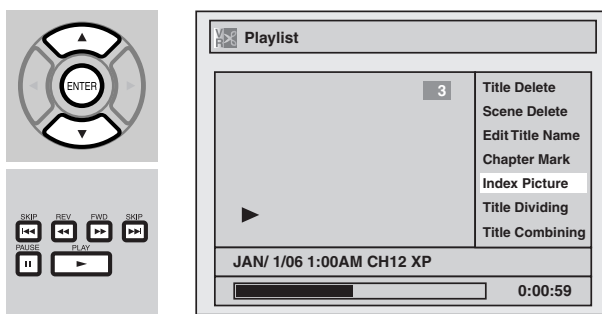 ENTER
SKIP REV FWD SKIP
PAUSE PLAY
VR Playlist
3
Title Delete
Scene Delete
Edit Title Name
Chapter Mark
Index Picture
Title Dividing
Title Combining
JAN/ 1/06 1:00AM CH12 XP
0:00:59